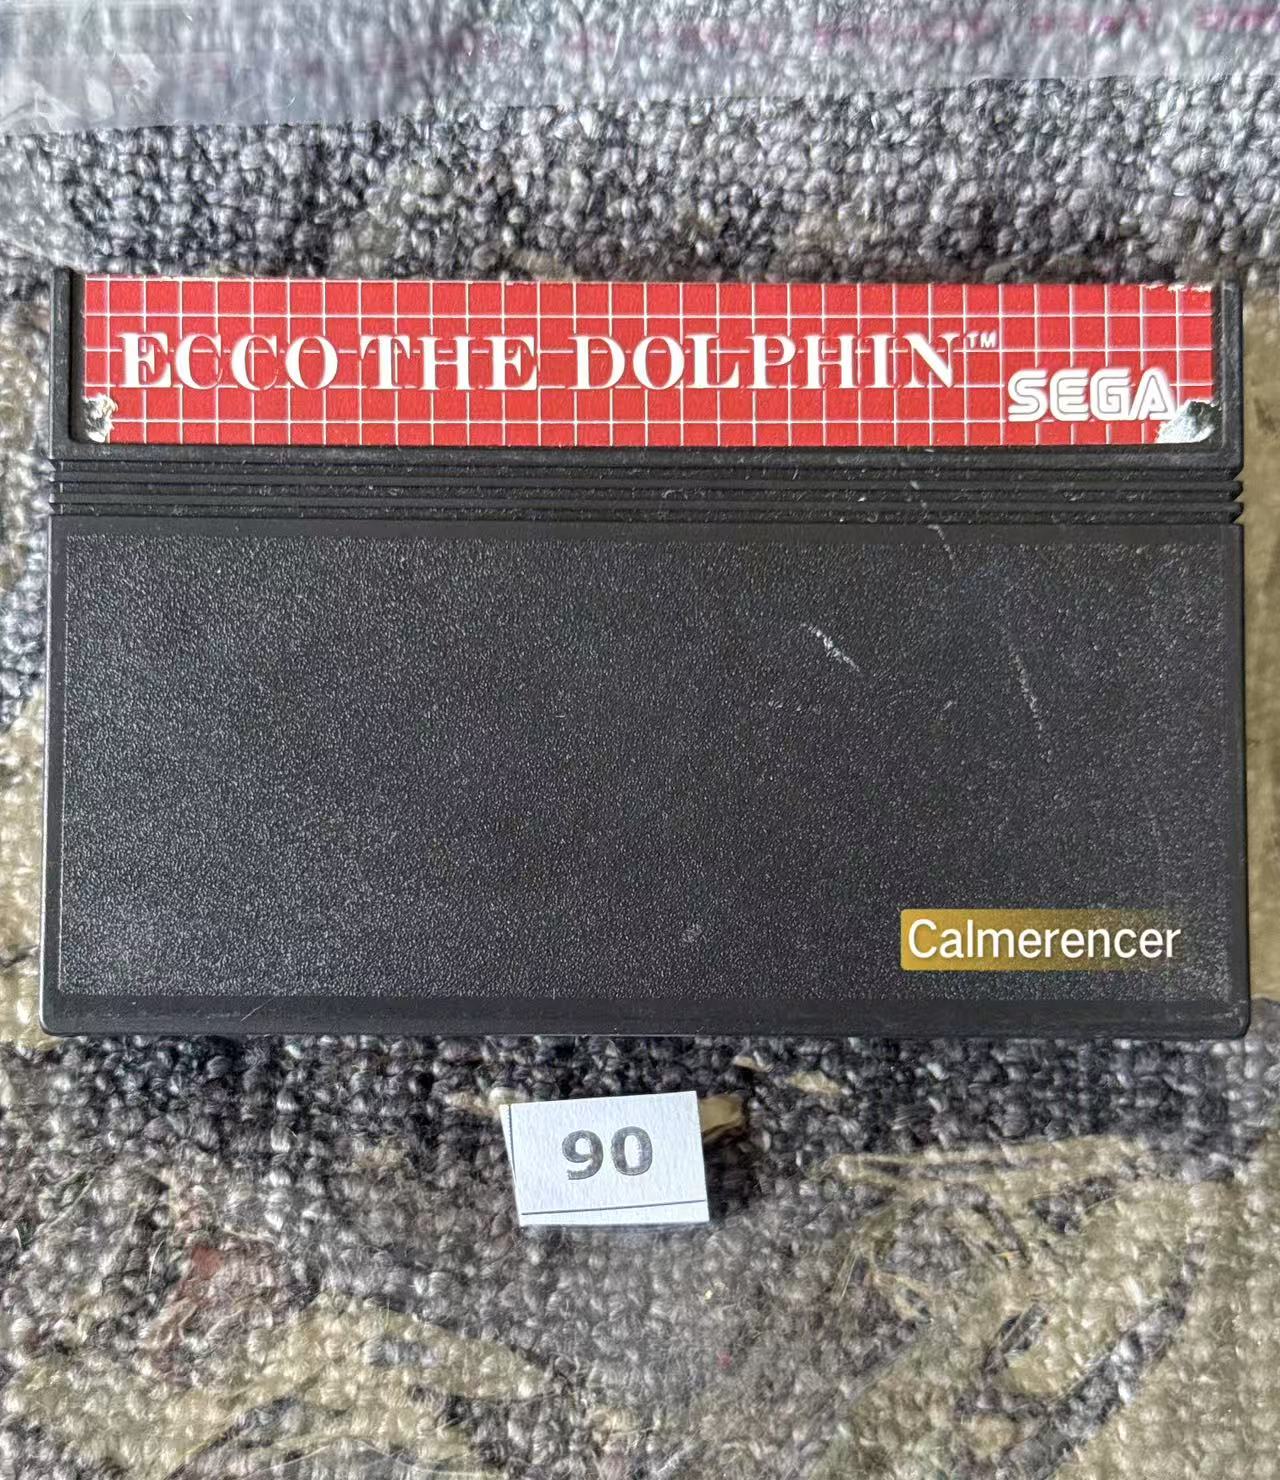 ECCO THE DOLPHIN™
SEGA
Calmerencer
90